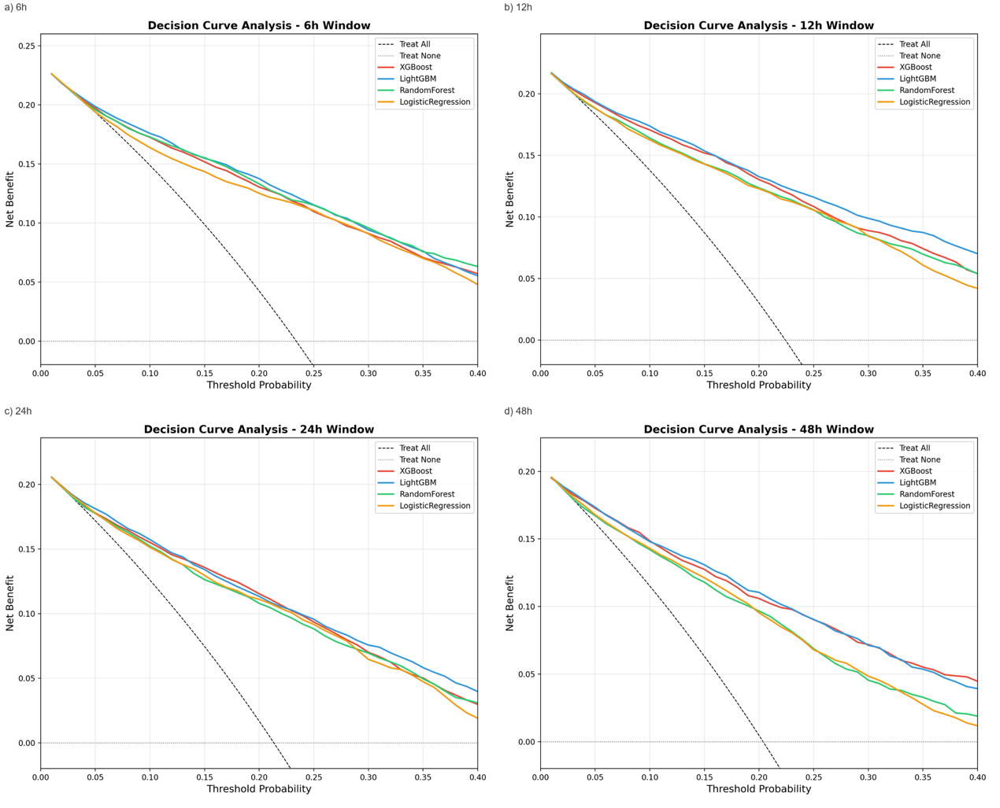 a) 6h
Decision Curve Analysis - 6h Window
Net Benefit
0.25
0.20
0.15
0.10
0.05
0.00
Treat All
Treat None
XGBoost
LightGBM
RandomForest
LogisticRegression
0.00 0.05 0.10 0.15 0.20 0.25 0.30 0.35 0.40
Threshold Probability
b) 12h
Decision Curve Analysis - 12h Window
Net Benefit
0.20
0.15
0.10
0.05
0.00
Treat All
Treat None
XGBoost
LightGBM
RandomForest
LogisticRegression
0.00 0.05 0.10 0.15 0.20 0.25 0.30 0.35 0.40
Threshold Probability
c) 24h
Decision Curve Analysis - 24h Window
Net Benefit
0.20
0.15
0.10
0.05
0.00
Treat All
Treat None
XGBoost
LightGBM
RandomForest
LogisticRegression
0.00 0.05 0.10 0.15 0.20 0.25 0.30 0.35 0.40
Threshold Probability
d) 48h
Decision Curve Analysis - 48h Window
Net Benefit
0.20
0.15
0.10
0.05
0.00
Treat All
Treat None
XGBoost
LightGBM
RandomForest
LogisticRegression
0.00 0.05 0.10 0.15 0.20 0.25 0.30 0.35 0.40
Threshold Probability